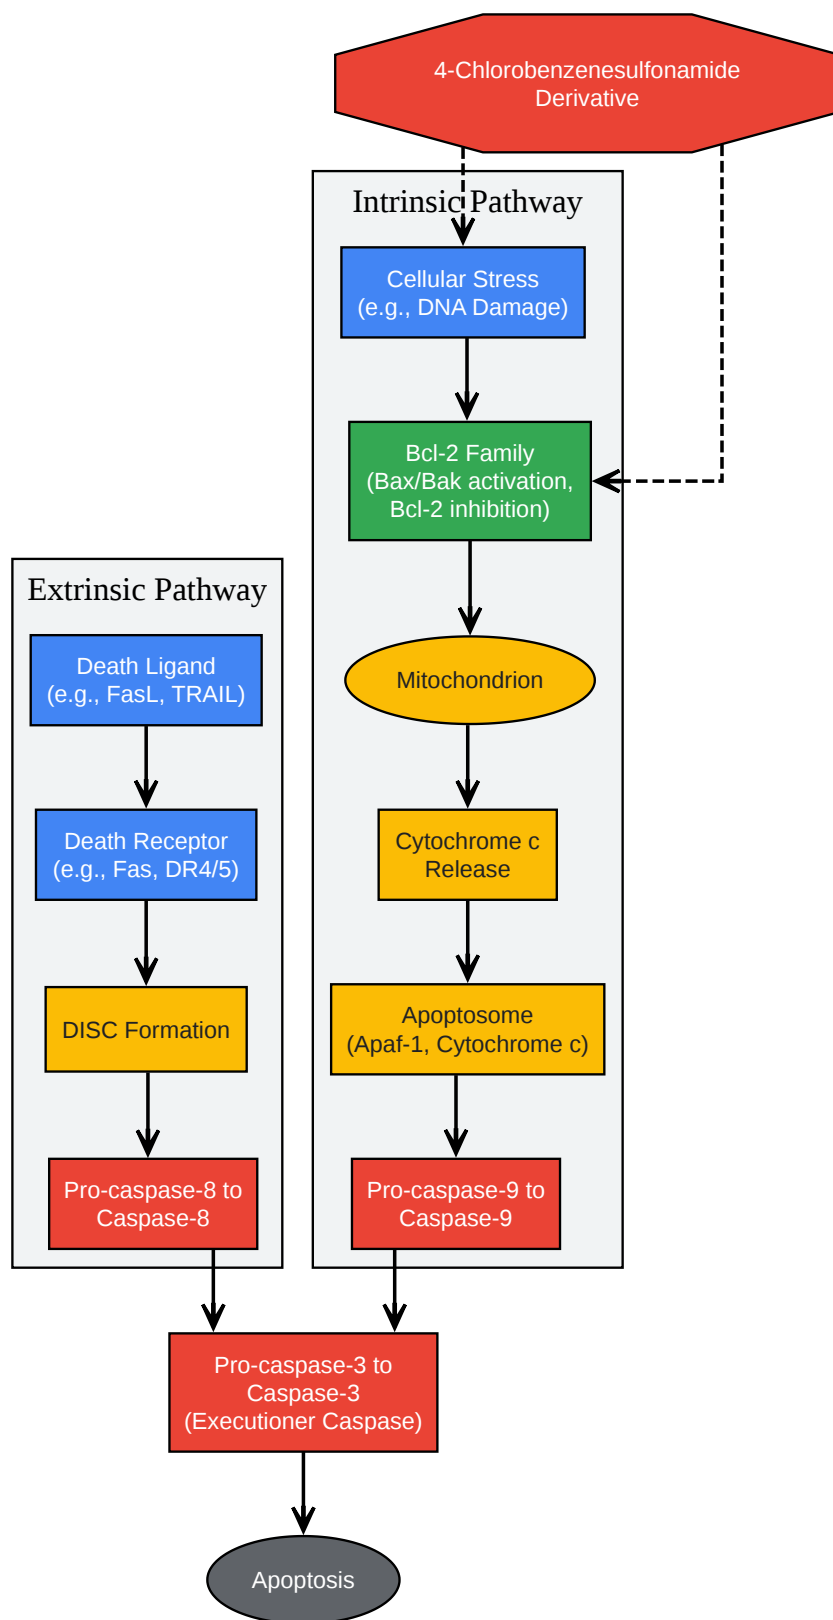 4-Chlorobenzenesulfonamide
Derivative
Intrinsic Pathway
Cellular Stress
(e.g., DNA Damage)
Bcl-2 Family
(Bax/Bak activation,
Bcl-2 inhibition)
Mitochondrion
Cytochrome c
Release
Apoptosome
(Apaf-1, Cytochrome c)
Pro-caspase-9 to
Caspase-9
Extrinsic Pathway
Death Ligand
(e.g., FasL, TRAIL)
Death Receptor
(e.g., Fas, DR4/5)
DISC Formation
Pro-caspase-8 to
Caspase-8
Pro-caspase-3 to
Caspase-3
(Executioner Caspase)
Apoptosis